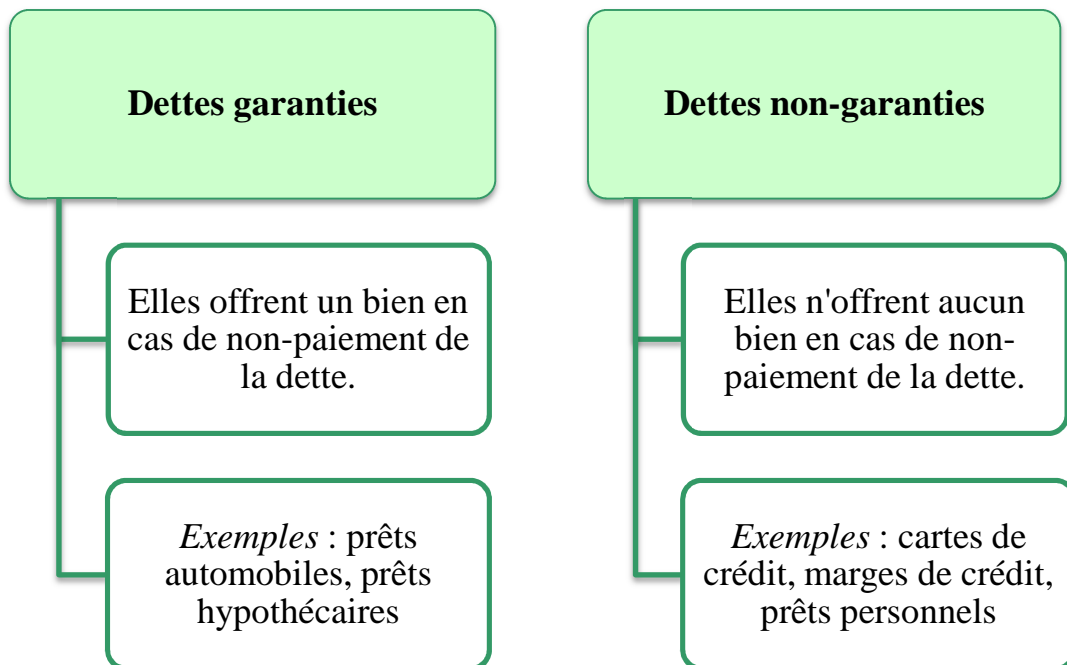 Dettes garanties
Elles offrent un bien en
cas de non-paiement de
la dette.
Exemples : prêts
automobiles, prêts
hypothécaires
Dettes non-garanties
Elles n'offrent aucun
bien en cas de non-
paiement de la dette.
Exemples : cartes de
crédit, marges de crédit,
prêts personnels